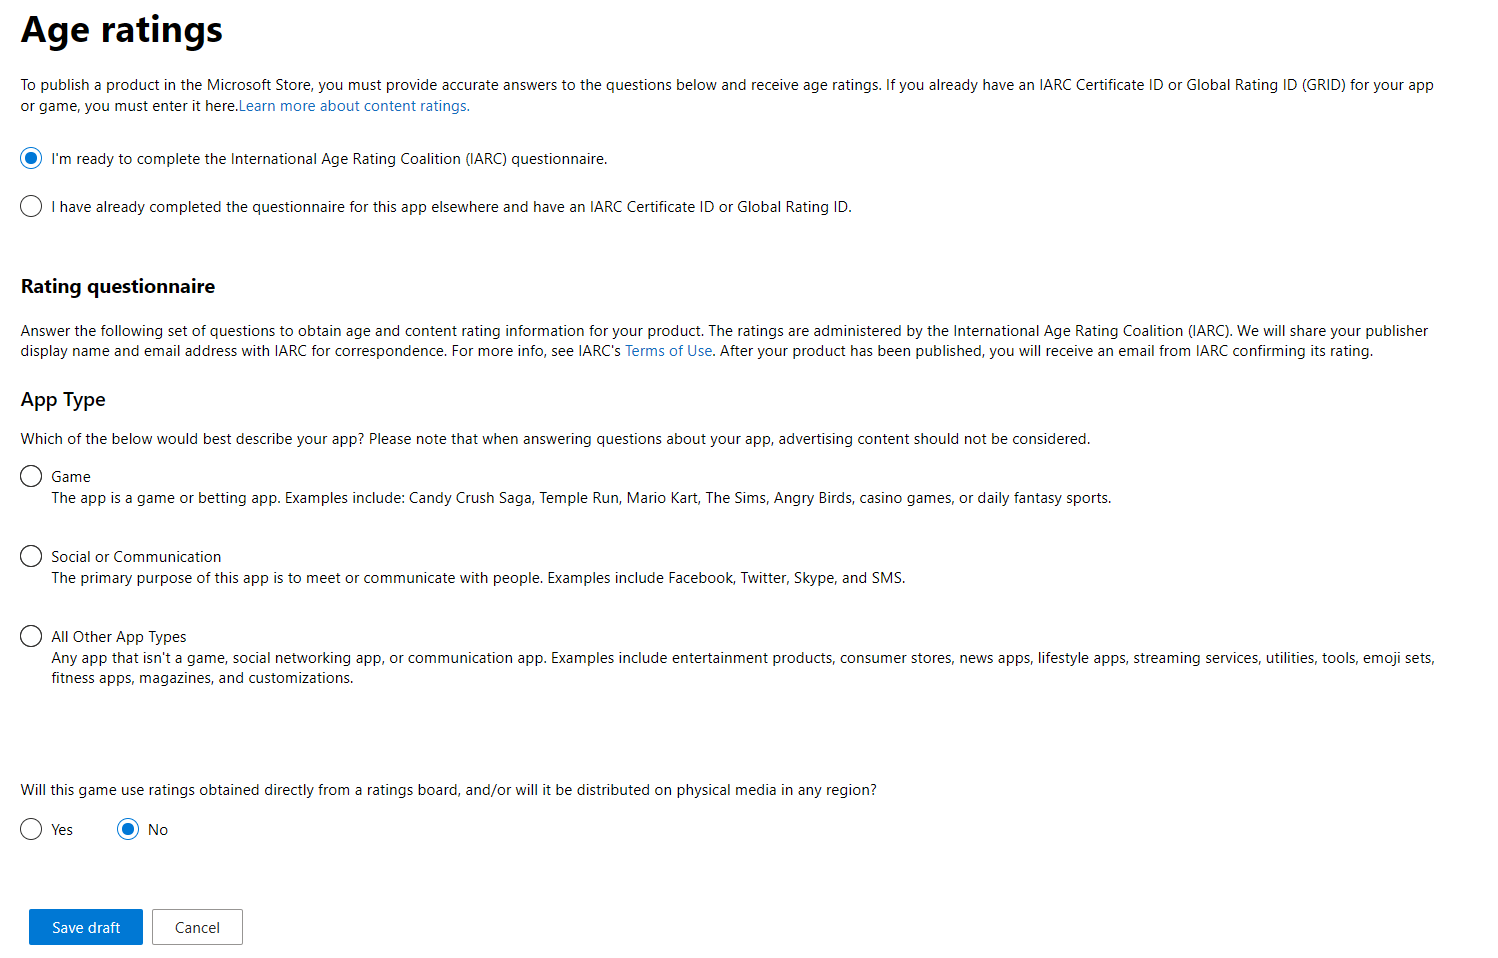 Age ratings
To publish a product in the Microsoft Store, you must provide accurate answers to the questions below and receive age ratings. If you already have an IARC Certificate ID or Global Rating ID (GRID) for your app
or game, you must enter it here.Learn more about content ratings.
I'm ready to complete the International Age Rating Coalition (IARC) questionnaire.
I have already completed the questionnaire for this app elsewhere and have an IARC Certificate ID or Global Rating ID.
Rating questionnaire
Answer the following set of questions to obtain age and content rating information for your product. The ratings are administered by the International Age Rating Coalition (IARC). We will share your publisher
display name and email address with IARC for correspondence. For more info, see IARC's Terms of Use. After your product has been published, you will receive an email from IARC confirming its rating.
App Type
Which of the below would best describe your app? Please note that when answering questions about your app, advertising content should not be considered.
Game
The app is a game or betting app. Examples include: Candy Crush Saga, Temple Run, Mario Kart, The Sims, Angry Birds, casino games, or daily fantasy sports.
Social or Communication
The primary purpose of this app is to meet or communicate with people. Examples include Facebook, Twitter, Skype, and SMS.
All Other App Types
Any app that isn't a game, social networking app, or communication app. Examples include entertainment products, consumer stores, news apps, lifestyle apps, streaming services, utilities, tools, emoji sets,
fitness apps, magazines, and customizations.
Will this game use ratings obtained directly from a ratings board, and/or will it be distributed on physical media in any region?
Yes No
Save draft Cancel